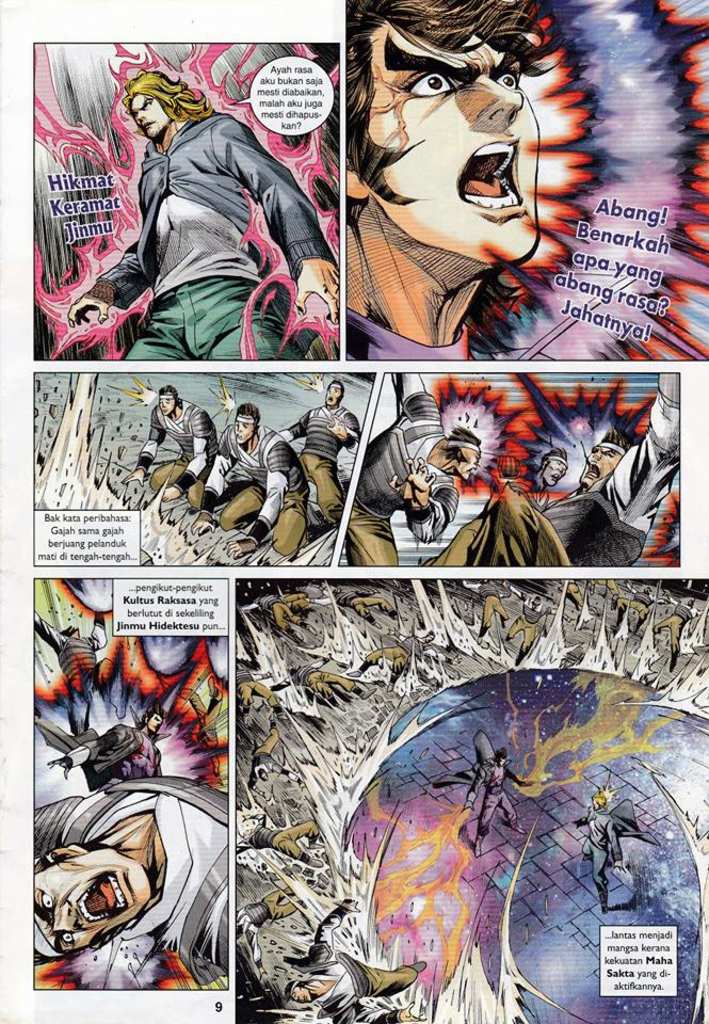 Ayah rasa
aku bukan saja
mesti diabaikan,
malah aku juga
mesti dihapus-
kan?
Hikmat
Keramat
Jinmu
Abang!
Benarkah
apa yang
abang rasa?
Jahatnya!
Bak kata peribahasa:
Gajah sama gajah
berjuang pelanduk
mati di tengah-tengah...
...pengikut-pengikut
Kultus Raksasa yang
berlutut di sekeliling
Jinmu Hidektesu pun...
...lantas menjadi
mangsa kerana
kekuatan Maha
Sakta yang di-
aktifkannya.
9